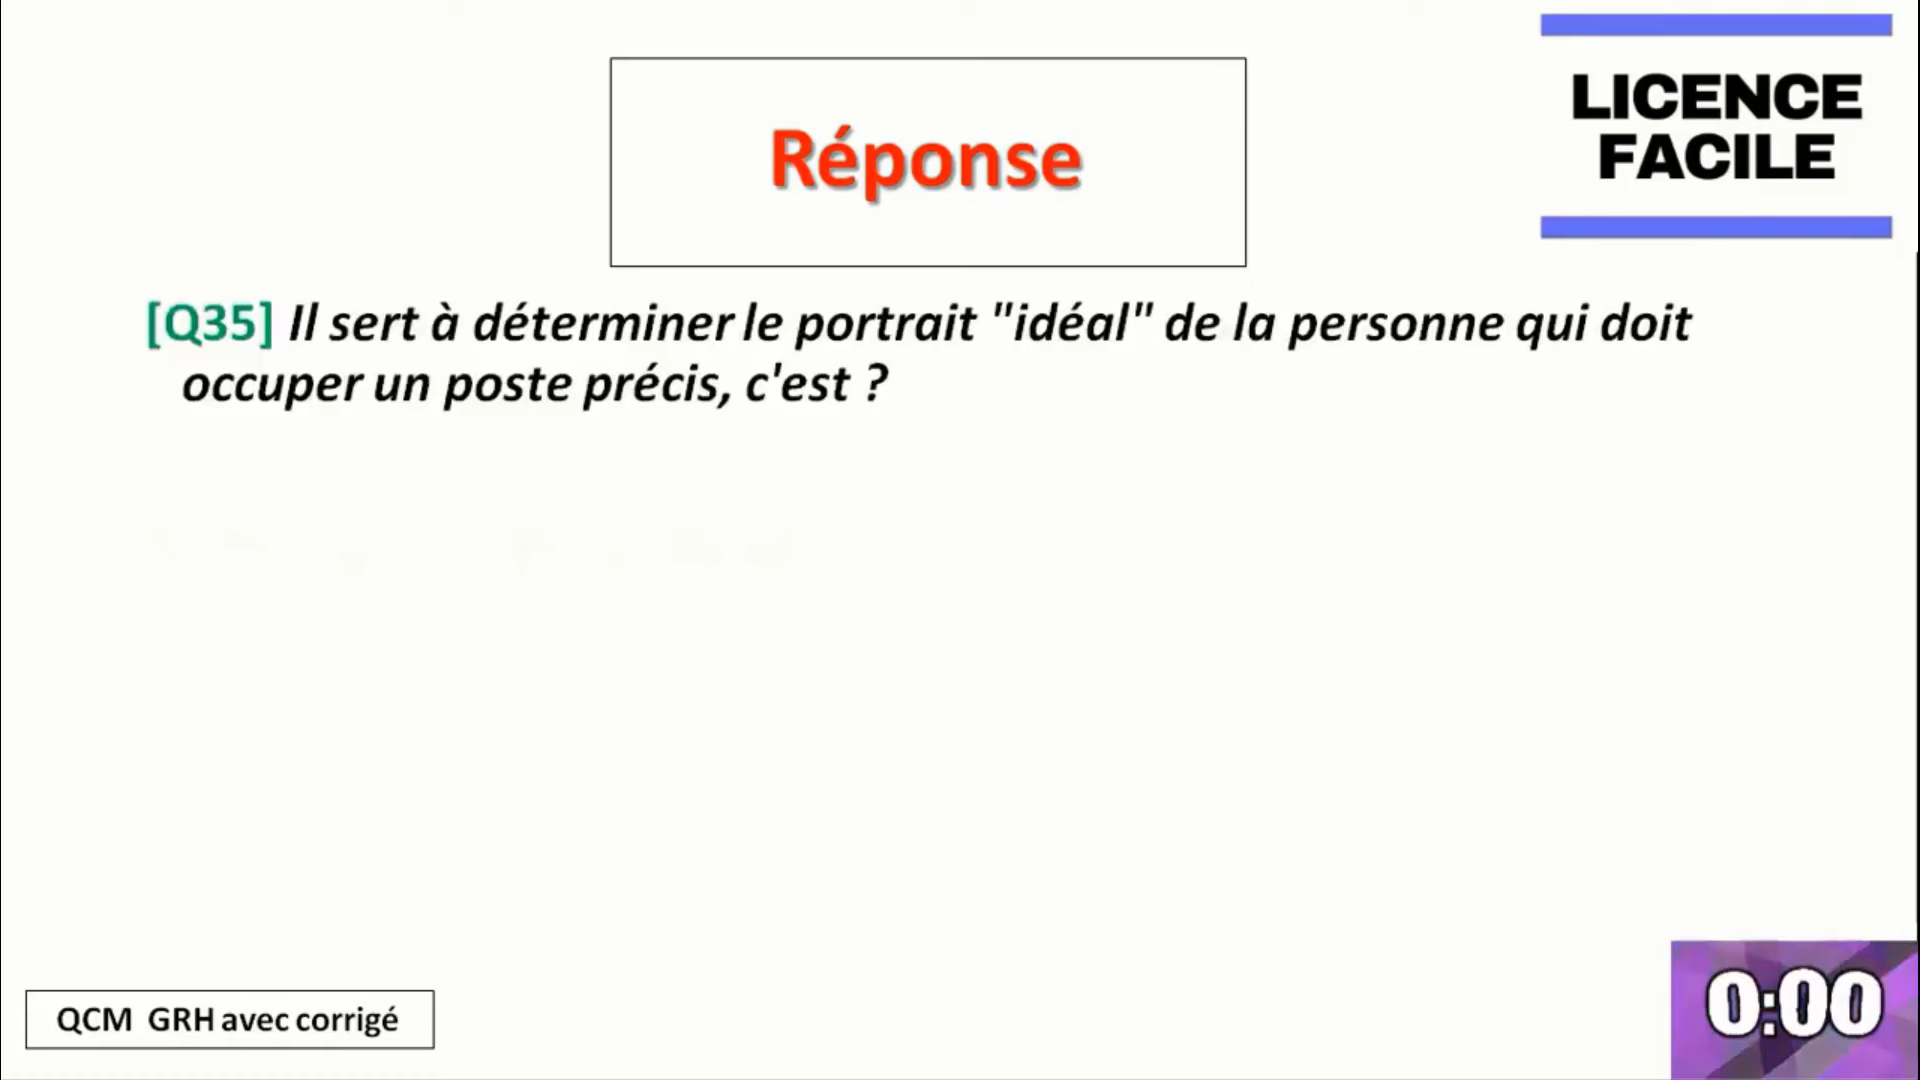 LICENCE
FACILE
Réponse
[Q35] Il sert à déterminer le portrait "idéal" de la personne qui doit
occuper un poste précis, c'est ?
QCM GRH avec corrigé
0:00